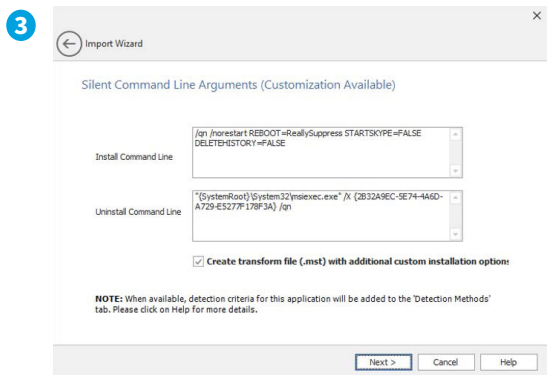 3
Import Wizard
Silent Command Line Arguments (Customization Available)
Install Command Line
/qn /norestart REBOOT=ReallySuppress STARTSKYPE=FALSE
DELETEHISTORY=FALSE
Uninstall Command Line
"{SystemRoot}\System32\msiexec.exe" /X {2B32A9EC-5E74-4A6D-
A729-E5277F178F3A} /qn
Create transform file (.mst) with additional custom installation options
NOTE: When available, detection criteria for this application will be added to the 'Detection Methods'
tab. Please click on Help for more details.
Next >
Cancel
Help